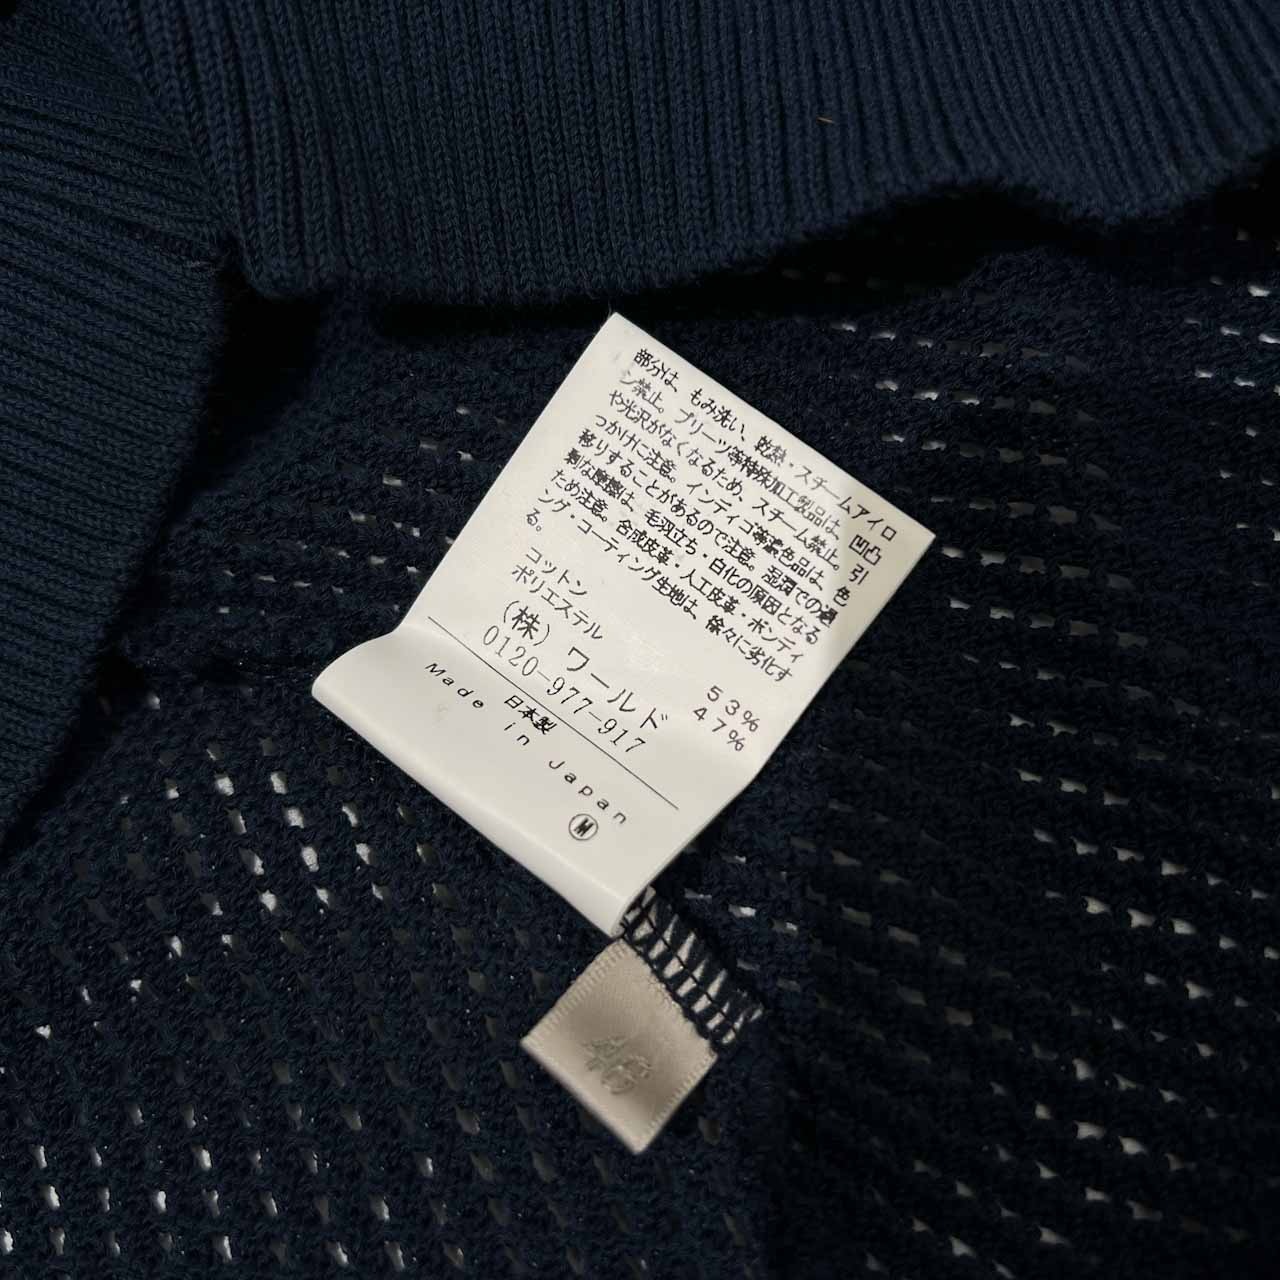 部分は、もみ洗い、乾熱・スチームアイロ
ン禁止。プリーツ等特殊加工製品は、凹凸
や光沢がなくなるため、スチーム禁止。引
つかけに注意。インディゴ等濃色品は、色
移りすることがあるので注意。湿潤での過
剰な摩擦は、毛羽立ち・白化の原因となる
ため注意。合成皮革・人工皮革・ボンディ
ング・コーティング生地は、徐々に劣化す
る。
コットン 53%
ポリエステル 47%
(株)ワールド
0120-977-917
日本製
Made in Japan
M
46